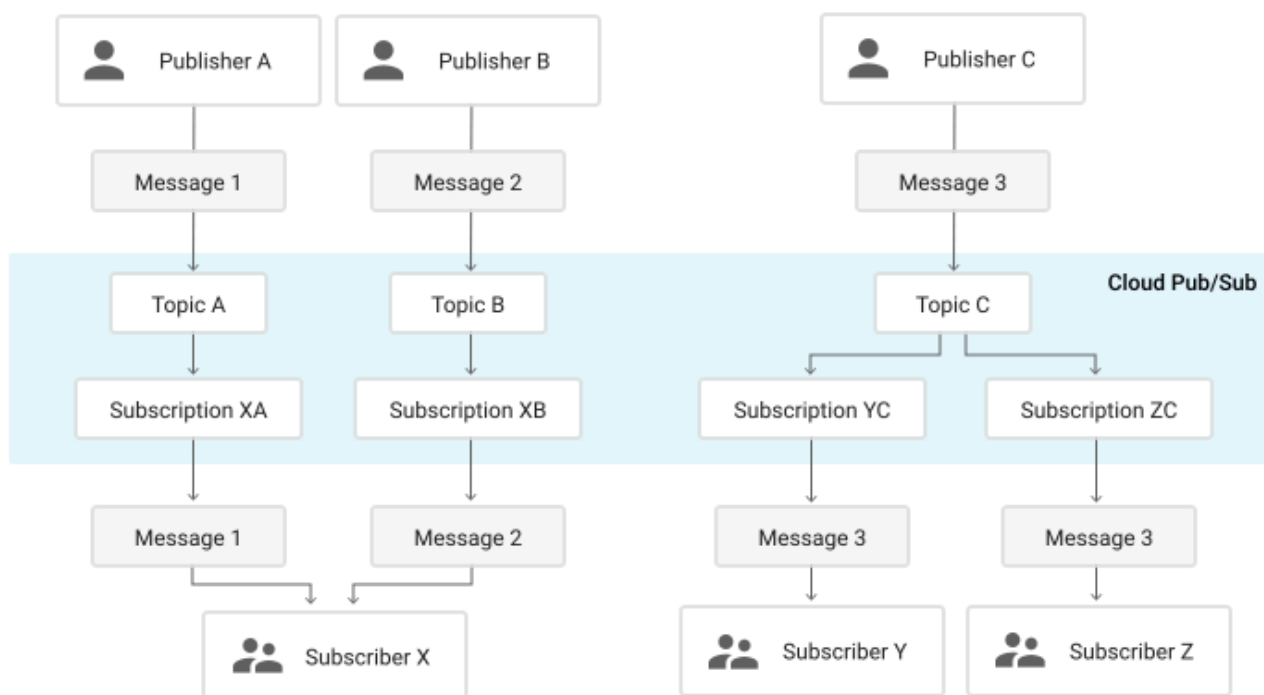 Publisher A
Publisher B
Publisher C
Message 1
Message 2
Message 3
Cloud Pub/Sub
Topic A
Topic B
Topic C
Subscription XA
Subscription XB
Subscription YC
Subscription ZC
Message 1
Message 2
Message 3
Message 3
Subscriber X
Subscriber Y
Subscriber Z